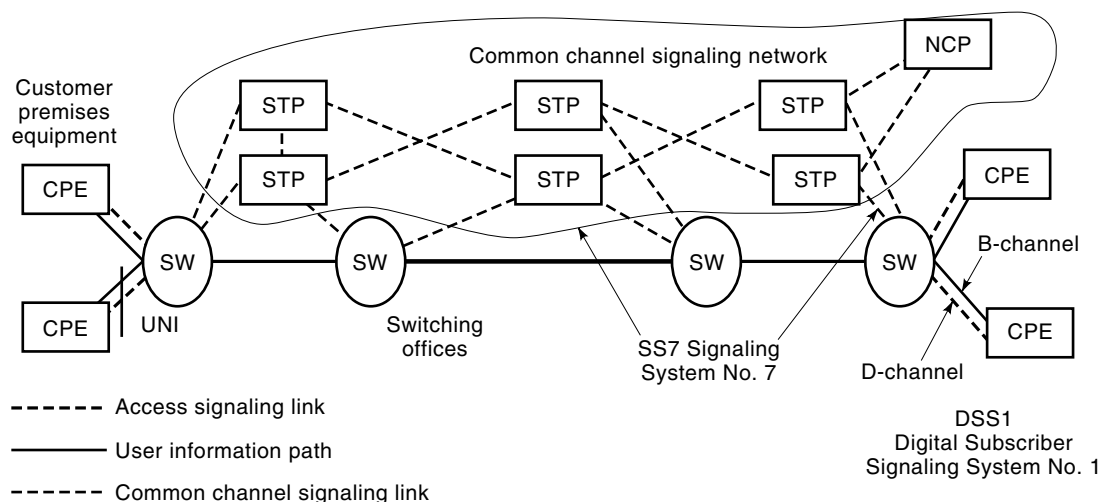 NCP
Common channel signaling network
Customer
premises
equipment
STP
STP
STP
STP
STP
STP
CPE
CPE
SW
SW
SW
SW
B-channel
CPE
UNI
Switching
offices
SS7 Signaling
System No. 7
CPE
D-channel
Access signaling link
User information path
Common channel signaling link
DSS1
Digital Subscriber
Signaling System No. 1